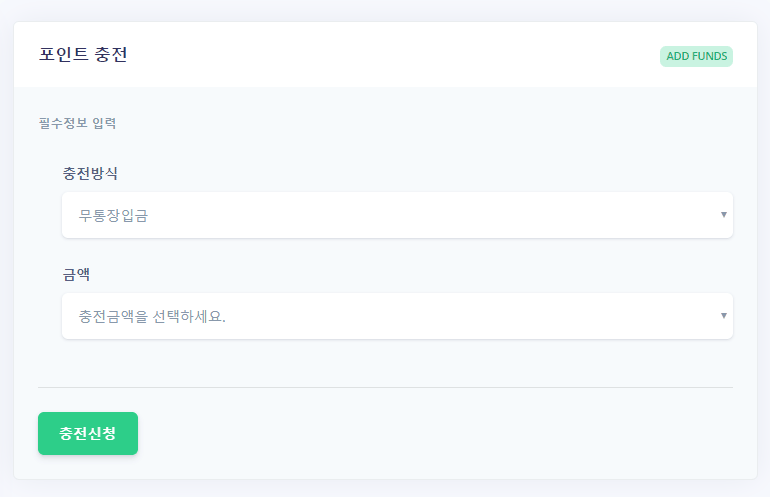 포인트 충전
ADD FUNDS
필수정보 입력
충전방식
무통장입금
금액
충전금액을 선택하세요.
충전신청